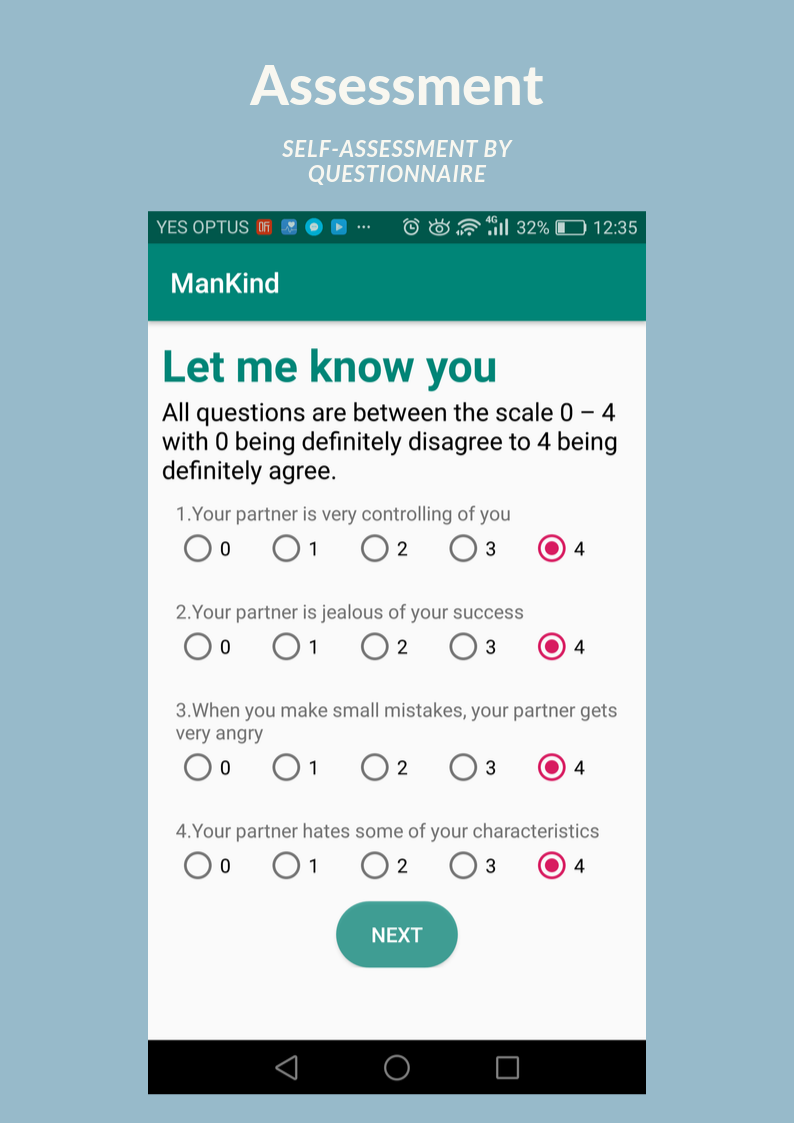 Assessment
SELF-ASSESSMENT BY
QUESTIONNAIRE
YES OPTUS ... 4G 32% 12:35
ManKind
Let me know you
All questions are between the scale 0 – 4
with 0 being definitely disagree to 4 being
definitely agree.
1.Your partner is very controlling of you
0 1 2 3 4
2.Your partner is jealous of your success
0 1 2 3 4
3.When you make small mistakes, your partner gets
very angry
0 1 2 3 4
4.Your partner hates some of your characteristics
0 1 2 3 4
NEXT